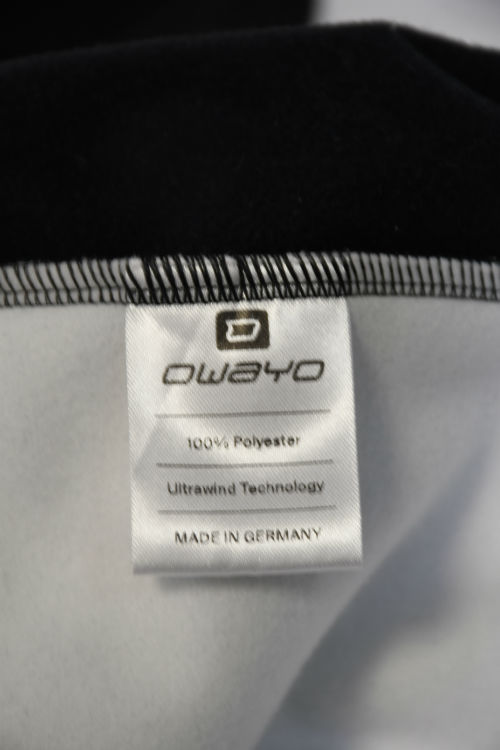 owayo
100% Polyester
Ultrawind Technology
MADE IN GERMANY